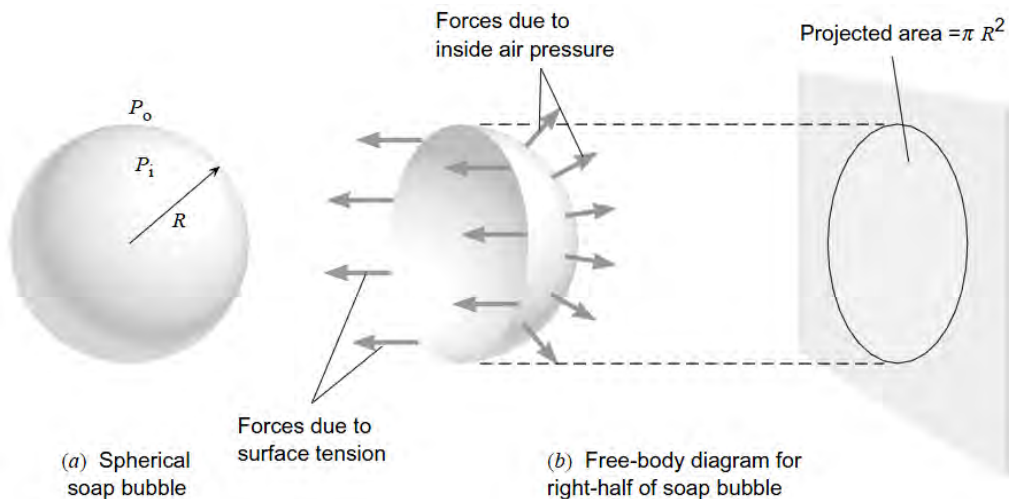 Forces due to
inside air pressure
Projected area =π R²
Pₒ
Pᵢ
R
Forces due to
surface tension
(a) Spherical
soap bubble
(b) Free-body diagram for
right-half of soap bubble